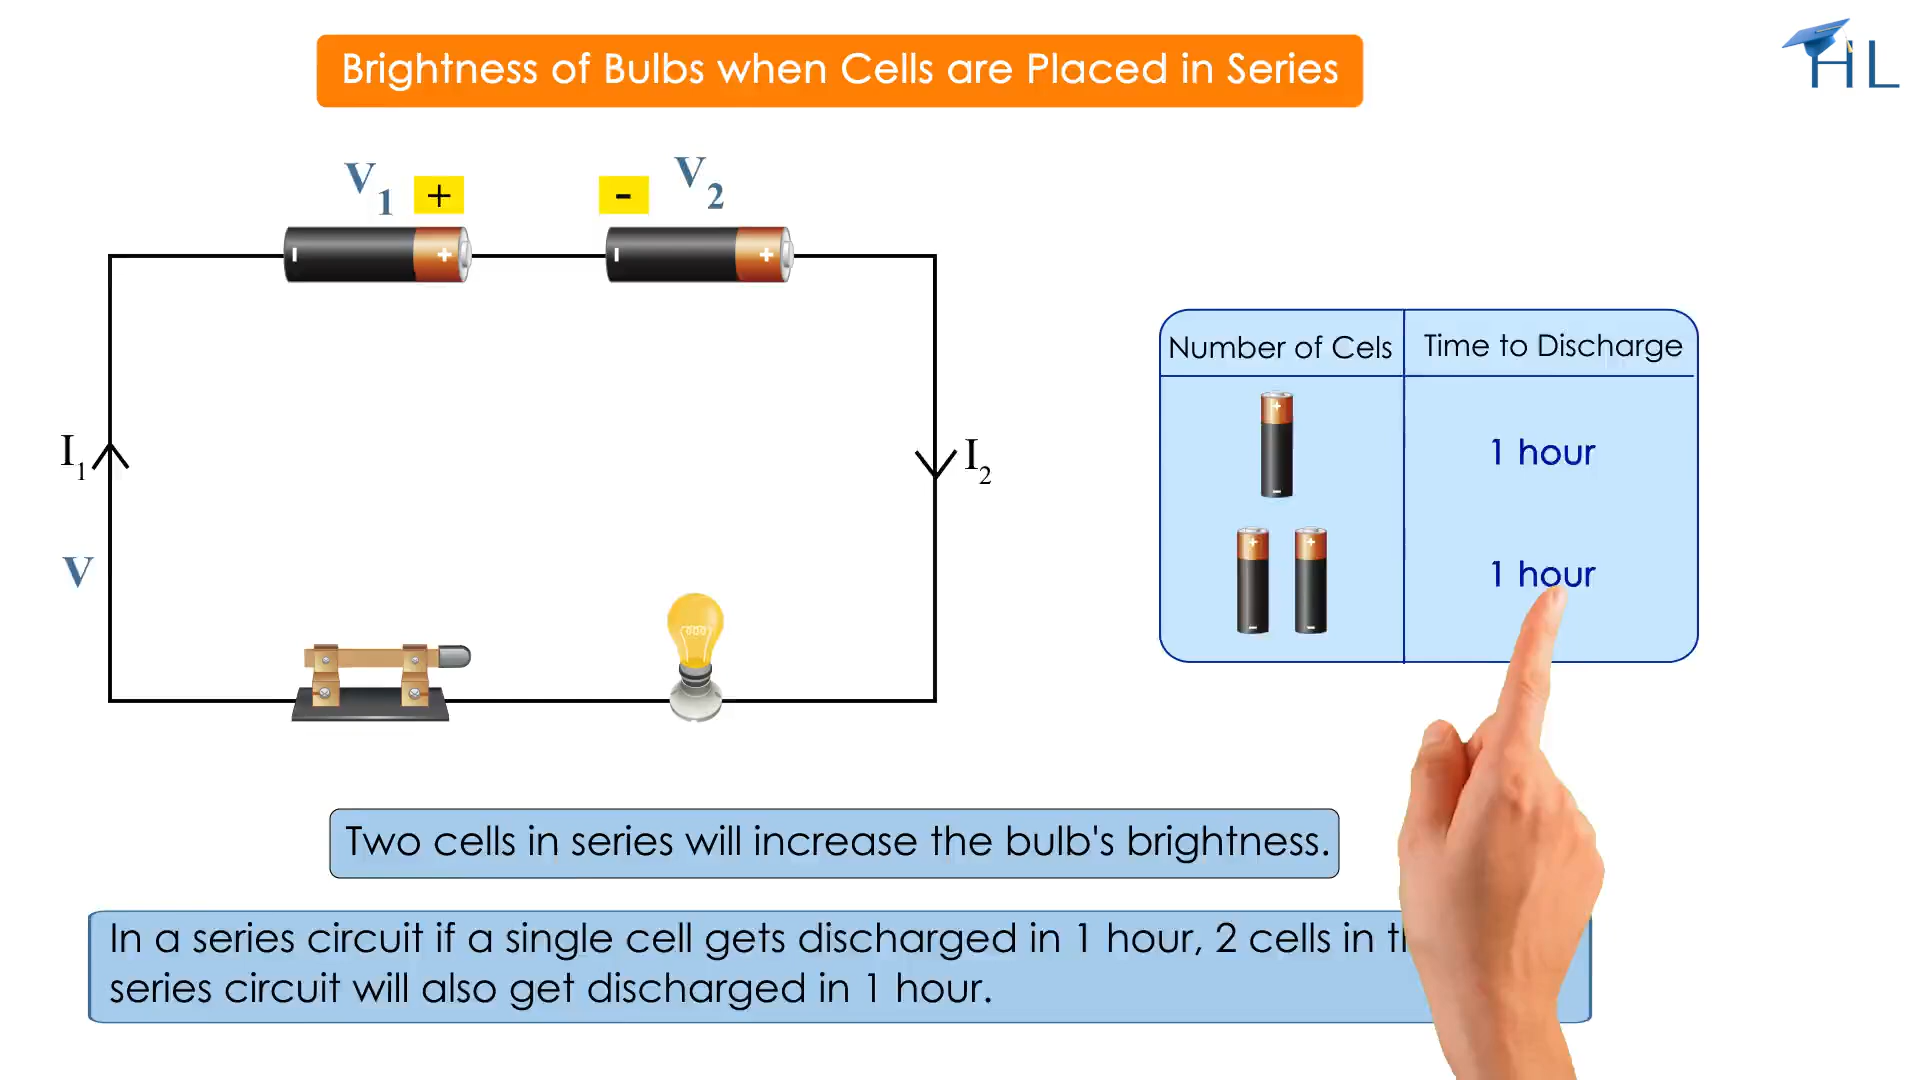 Brightness of Bulbs when Cells are Placed in Series
HL
V1 + - V2
I1
I2
V
Number of Cels Time to Discharge
1 hour
1 hour
Two cells in series will increase the bulb's brightness.
In a series circuit if a single cell gets discharged in 1 hour, 2 cells in
series circuit will also get discharged in 1 hour.